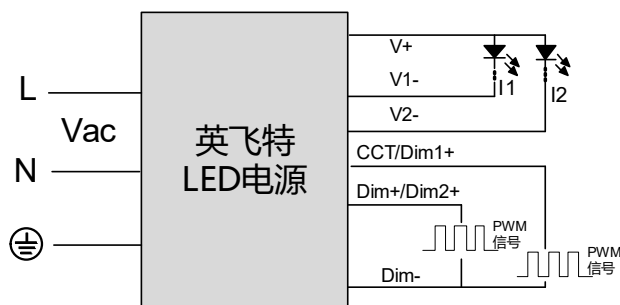 L
Vac
N
英飞特
LED电源
V+
V1-
V2-
I1
I2
CCT/Dim1+
Dim+/Dim2+
PWM
信号
PWM
信号
Dim-